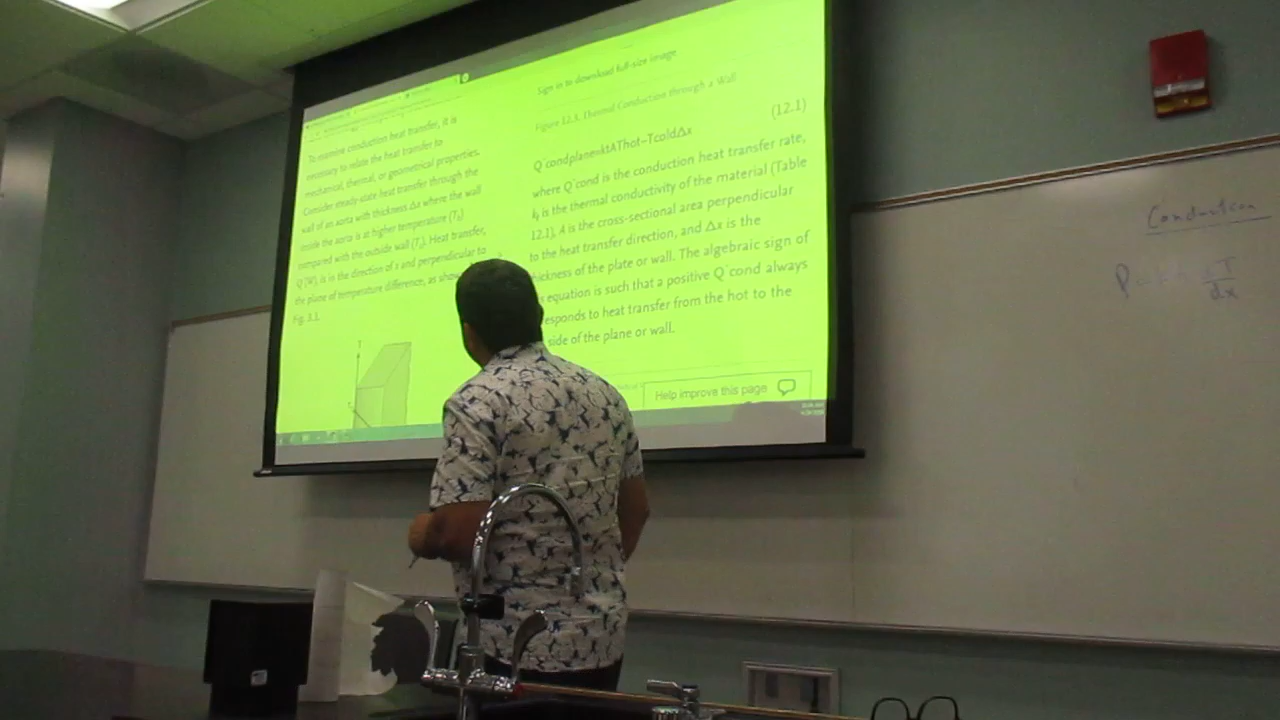 To examine conduction heat transfer, it is
necessary to relate the heat transfer to
mechanical, thermal, or geometrical properties.
Consider steady-state heat transfer through the
wall of an aorta with thickness Δx where the wall
inside the aorta is at higher temperature (Tₕ)
compared with the outside wall (T꜀). Heat transfer,
Q˙(W), is in the direction of x and perpendicular to
the plane of temperature difference, as
Fig. 3.1.
Sign in to download full-size image
Figure 12.3. Thermal Conduction through a Wall
(12.1)
Q˙condplane=ktAThot−TcoldΔx
where Q˙cond is the conduction heat transfer rate,
is the thermal conductivity of the material (Table
12.1), A is the cross-sectional area perpendicular
to the heat transfer direction, and Δx is the
thickness of the plate or wall. The algebraic sign of
equation is such that a positive Q˙cond always
esponds to heat transfer from the hot to the
side of the plane or wall.
Help improve this page
Conduction
dx